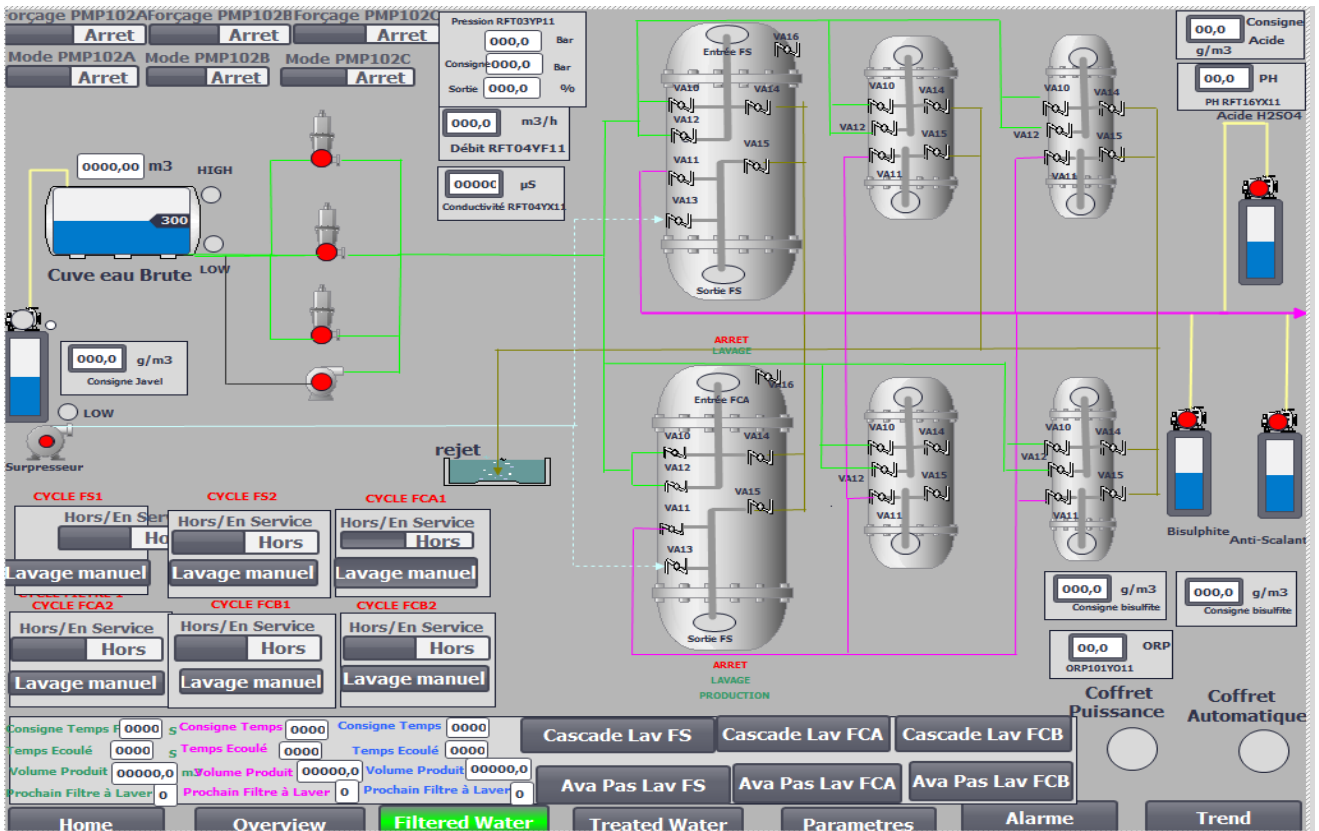 orçage PMP102A
Forçage PMP102B
Forçage PMP102C
Arret
Arret
Arret
Mode PMP102A
Mode PMP102B
Mode PMP102C
Arret
Arret
Arret
Pression RFT03YP11
000,0 Bar
Consigne 000,0 Bar
Sortie 000,0 %
000,0 m3/h
Débit RFT04YF11
00000 µS
Conductivité RFT04YX11
0000,00 m3
HIGH
300
LOW
Cuve eau Brute
000,0 g/m3
Consigne Javel
LOW
Surpresseur
rejet
Entrée FS
VA16
VA10
VA14
VA12
VA15
VA11
VA13
Sortie FS
VA10
VA14
VA12
VA15
VA11
VA10
VA14
VA12
VA15
VA11
00,0 Consigne
Acide
g/m3
00,0 PH
PH RFT16YX11
Acide H2SO4
ARRET
LAVAGE
Entrée FCA
VA16
VA10
VA14
VA12
VA15
VA11
VA13
Sortie FS
VA10
VA14
VA12
VA15
VA11
VA10
VA14
VA12
VA15
VA11
Bisulphite
Anti-Scalant
ARRET
LAVAGE
PRODUCTION
000,0 g/m3
Consigne bisulfite
000,0 g/m3
Consigne bisulfite
00,0 ORP
ORP101YO11
Coffret
Puissance
Coffret
Automatique
CYCLE FS1
Hors/En Ser
Ho
Lavage manuel
CYCLE FS2
Hors/En Service
Hors
Lavage manuel
CYCLE FCA1
Hors/En Service
Hors
Lavage manuel
CYCLE FCA2
Hors/En Service
Hors
Lavage manuel
CYCLE FCB1
Hors/En Service
Hors
Lavage manuel
CYCLE FCB2
Hors/En Service
Hors
Lavage manuel
Consigne Temps F 0000 s
Temps Ecoulé 0000 s
Volume Produit 00000,0 m
Prochain Filtre à Laver 0
Consigne Temps 0000
Temps Ecoulé 0000
Volume Produit 00000,0
Prochain Filtre à Laver 0
Consigne Temps 0000
Temps Ecoulé 0000
Volume Produit 00000,0
Prochain Filtre à Laver 0
Cascade Lav FS
Cascade Lav FCA
Cascade Lav FCB
Ava Pas Lav FS
Ava Pas Lav FCA
Ava Pas Lav FCB
Home
Overview
Filtered Water
Treated Water
Parametres
Alarme
Trend